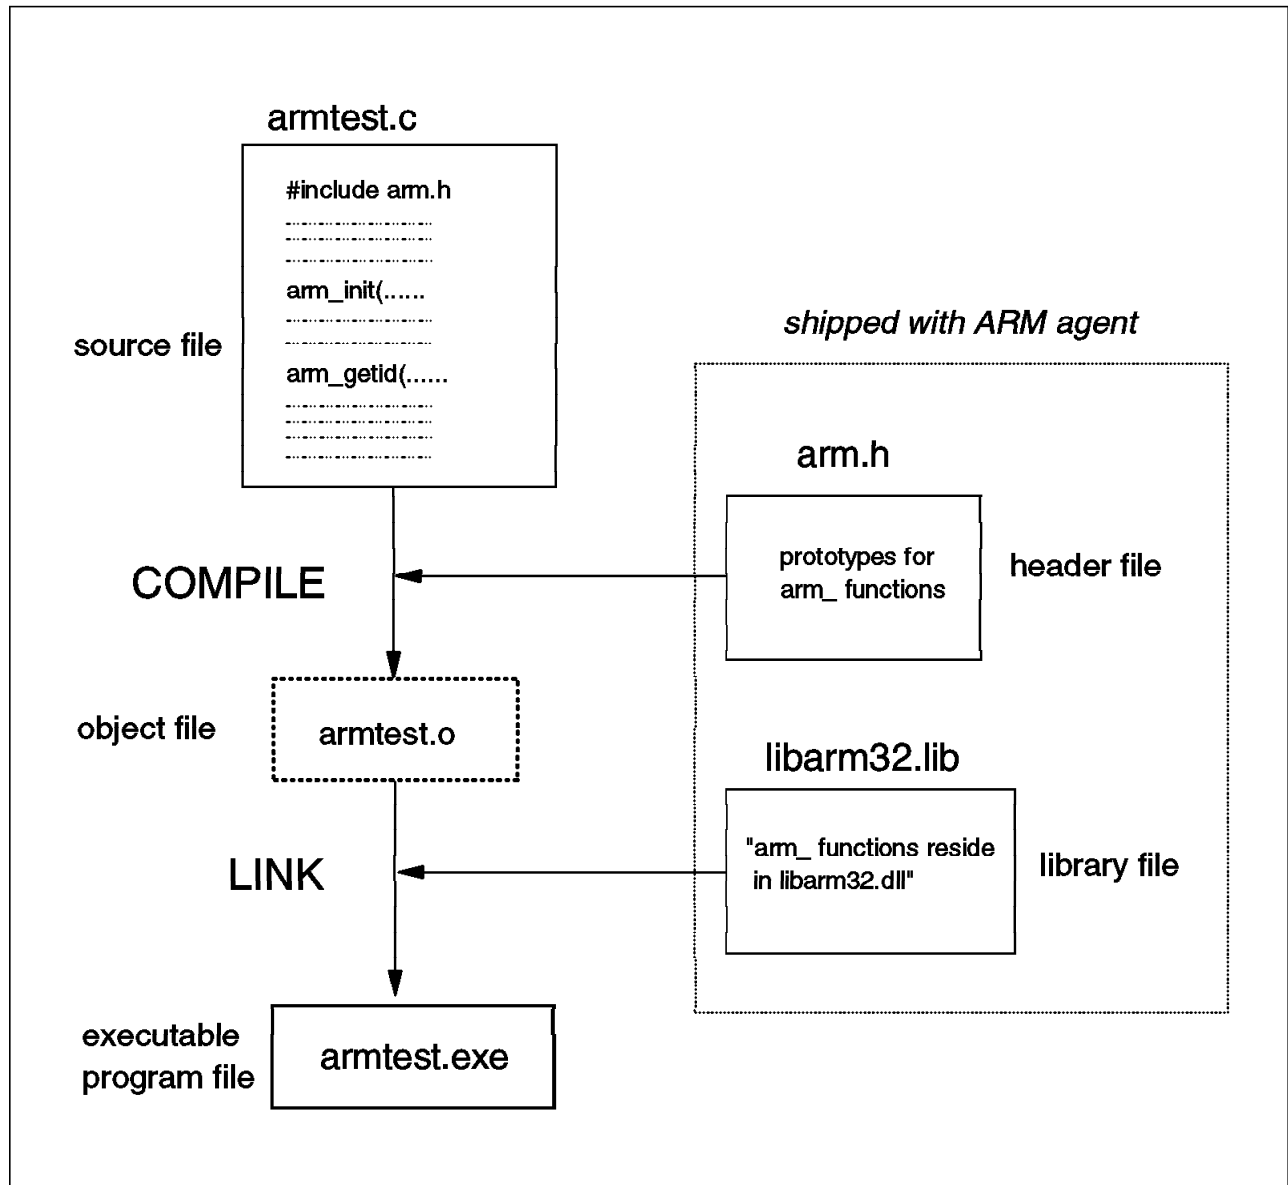 armtest.c
#include arm.h
arm_init(......
source file
arm_getid(......
shipped with ARM agent
arm.h
prototypes for
arm_ functions
header file
COMPILE
object file
armtest.o
libarm32.lib
"arm_ functions reside
in libarm32.dll"
library file
LINK
executable
program file
armtest.exe